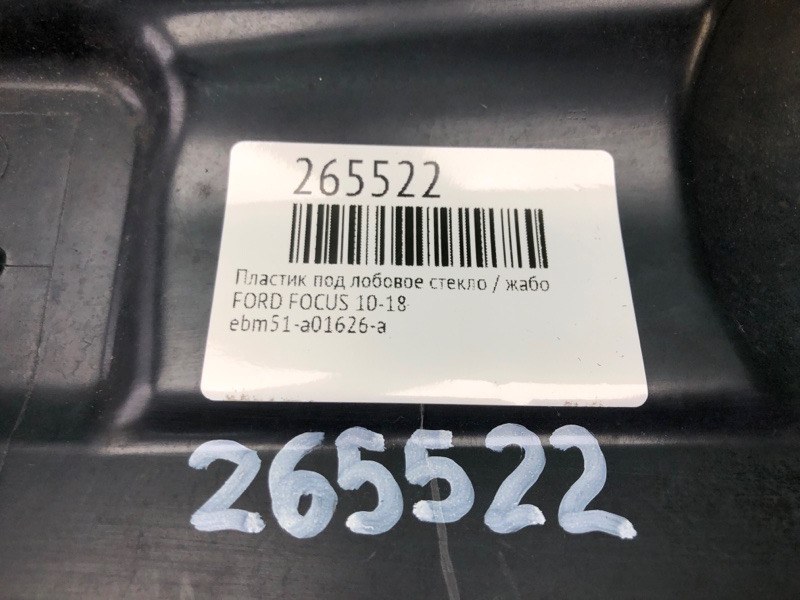 265522
Пластик под лобовое стекло / жабо
FORD FOCUS 10-18
ebm51-a01626-a
265522